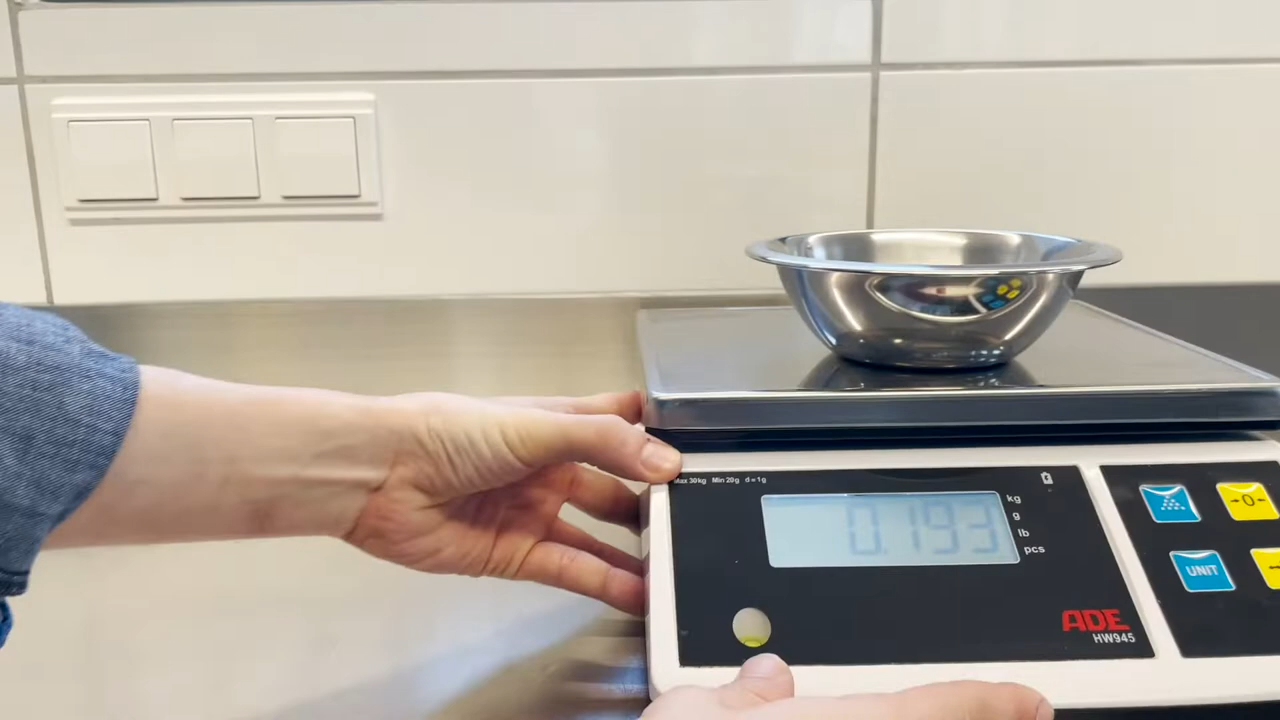 Max 30kg Min 20g d=1g
0.193
kg
g
lb
pcs
→0←
UNIT
ADE
HW945